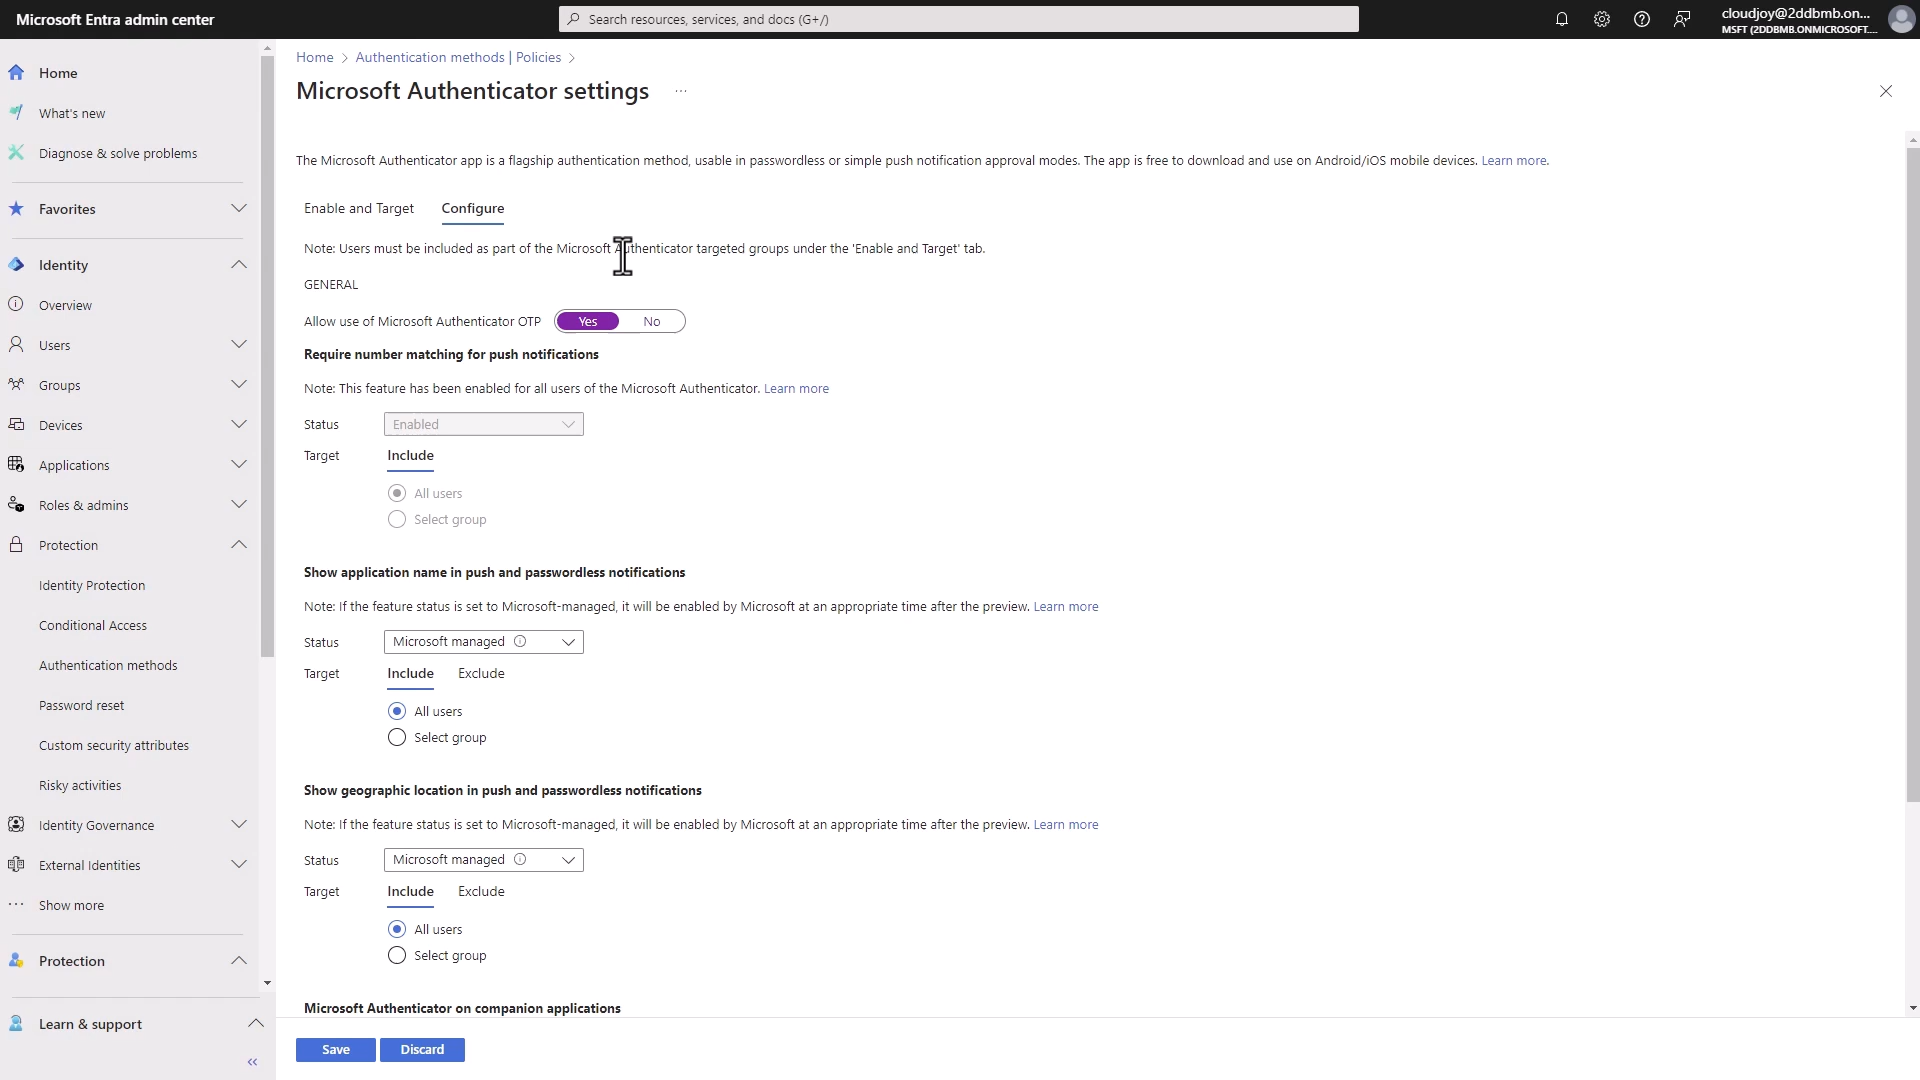 Microsoft Entra admin center
Search resources, services, and docs (G+/)
cloudjoy@2ddbmb.on...
MSFT (2DDBMB.ONMICROSOFT....
Home
What's new
Diagnose & solve problems
Favorites
Identity
Overview
Users
Groups
Devices
Applications
Roles & admins
Protection
Identity Protection
Conditional Access
Authentication methods
Password reset
Custom security attributes
Risky activities
Identity Governance
External Identities
Show more
Protection
Learn & support
Home > Authentication methods | Policies >
Microsoft Authenticator settings ...
The Microsoft Authenticator app is a flagship authentication method, usable in passwordless or simple push notification approval modes. The app is free to download and use on Android/iOS mobile devices. Learn more.
Enable and Target Configure
Note: Users must be included as part of the Microsoft Authenticator targeted groups under the 'Enable and Target' tab.
GENERAL
Allow use of Microsoft Authenticator OTP Yes No
Require number matching for push notifications
Note: This feature has been enabled for all users of the Microsoft Authenticator. Learn more
Status Enabled
Target Include
All users
Select group
Show application name in push and passwordless notifications
Note: If the feature status is set to Microsoft-managed, it will be enabled by Microsoft at an appropriate time after the preview. Learn more
Status Microsoft managed
Target Include Exclude
All users
Select group
Show geographic location in push and passwordless notifications
Note: If the feature status is set to Microsoft-managed, it will be enabled by Microsoft at an appropriate time after the preview. Learn more
Status Microsoft managed
Target Include Exclude
All users
Select group
Microsoft Authenticator on companion applications
Save Discard